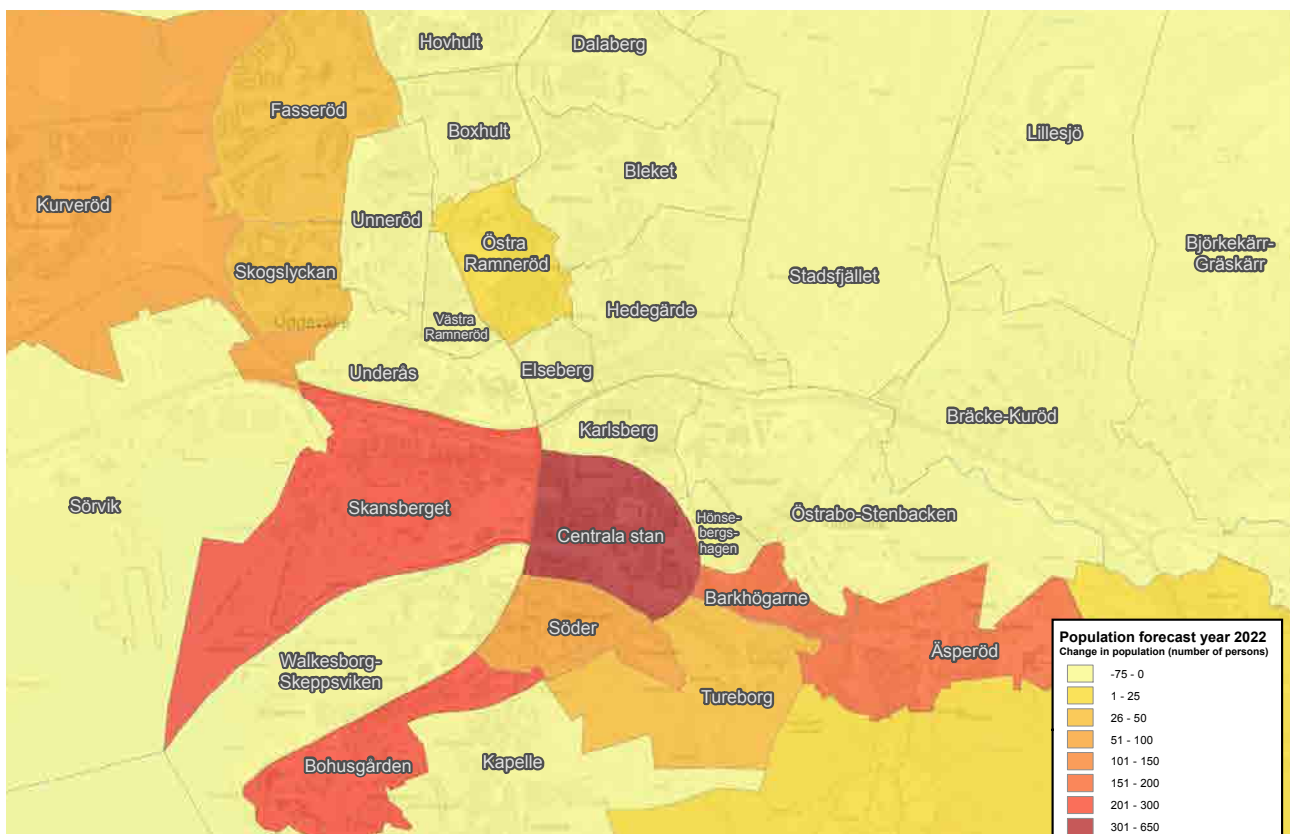 Hovhult
Dalaberg
Fasseröd
Boxhult
Lillesjö
Bleket
Kurveröd
Unneröd
Östra
Ramneröd
Björkekärr-
Gräskärr
Skogslyckan
Stadsfjället
Hedegärde
Uddevalla
Västra
Ramneröd
Underås
Elseberg
Bräcke-Kuröd
Karlsberg
Sörvik
Skansberget
Östrabo-Stenbacken
Hönse-
bergs-
hagen
Centrala stan
Barkhögarne
Söder
Äsperöd
Walkesborg-
Skeppsviken
Tureborg
Bohusgården
Kapelle
Population forecast year 2022
Change in population (number of persons)
-75 - 0
1 - 25
26 - 50
51 - 100
101 - 150
151 - 200
201 - 300
301 - 650